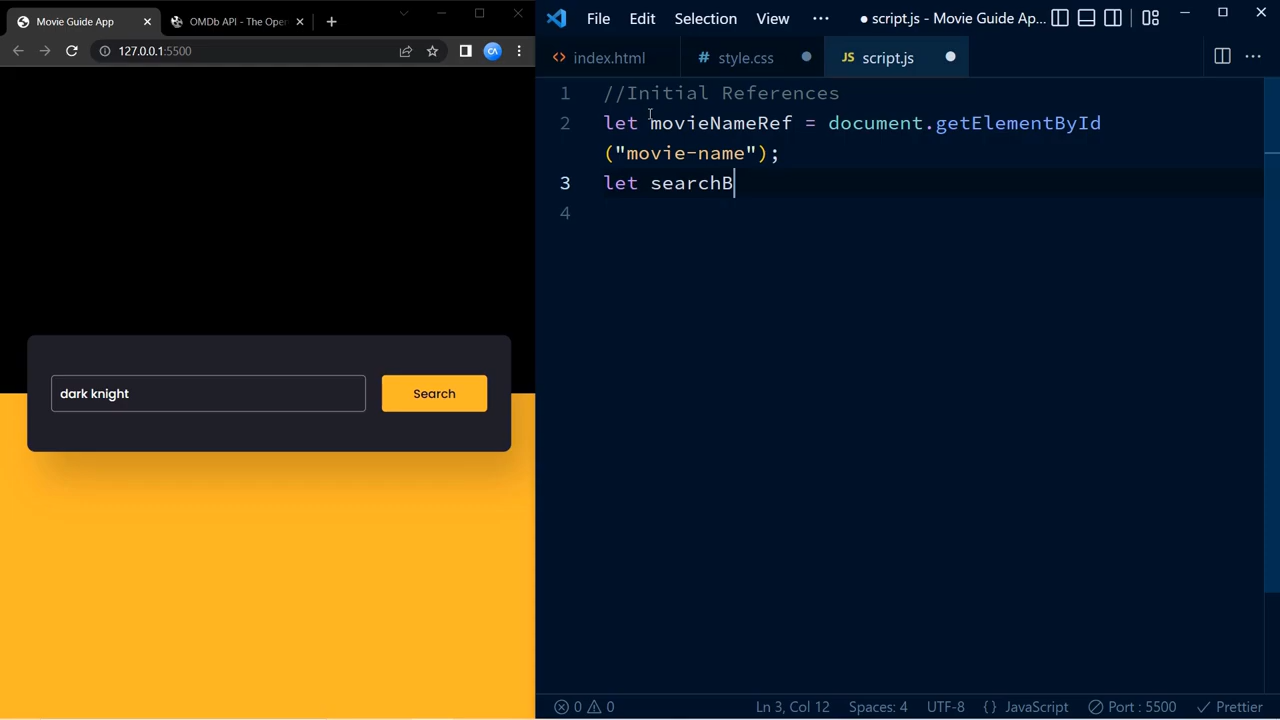 Movie Guide App
OMDb API - The Open
127.0.0.1:5500
dark knight
Search
File Edit Selection View ··· ● script.js - Movie Guide Ap...
index.html
# style.css
JS script.js
1 //Initial References
2 let movieNameRef = document.getElementById
("movie-name");
3 let searchB
4
0 0 Ln 3, Col 12 Spaces: 4 UTF-8 {} JavaScript Port : 5500 Prettier